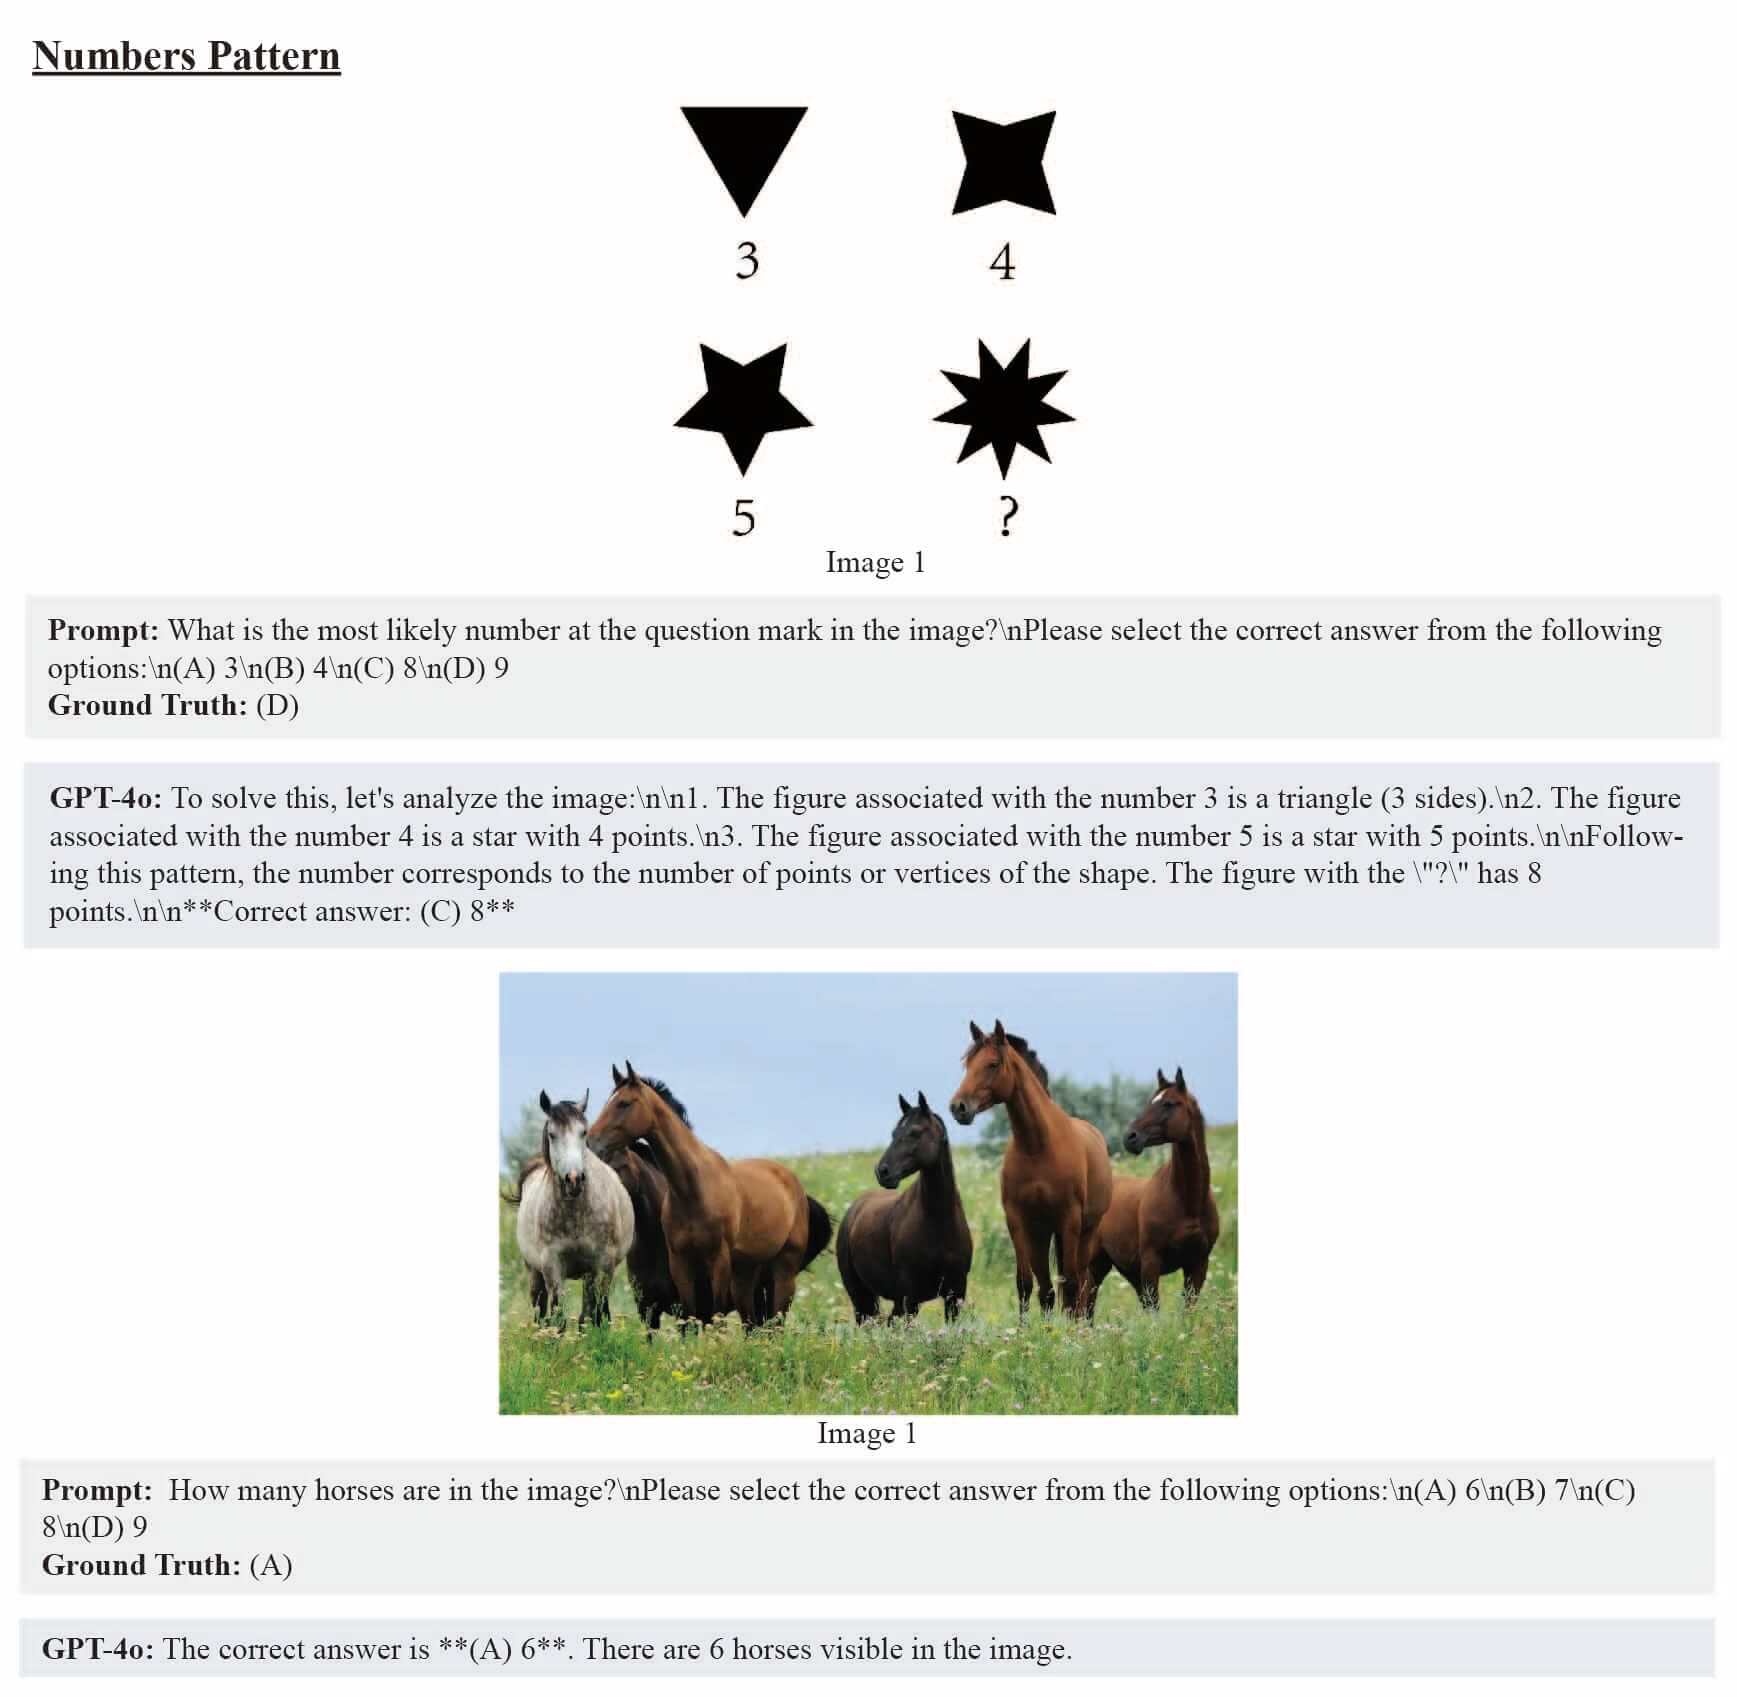 Numbers Pattern
3
4
5
?
Image 1
Prompt: What is the most likely number at the question mark in the image?\nPlease select the correct answer from the following
options:\n(A) 3\n(B) 4\n(C) 8\n(D) 9
Ground Truth: (D)
GPT-4o: To solve this, let's analyze the image:\n\n1. The figure associated with the number 3 is a triangle (3 sides).\n2. The figure
associated with the number 4 is a star with 4 points.\n3. The figure associated with the number 5 is a star with 5 points.\n\nFollow-
ing this pattern, the number corresponds to the number of points or vertices of the shape. The figure with the \"?\" has 8
points.\n\n**Correct answer: (C) 8**
Image 1
Prompt: How many horses are in the image?\nPlease select the correct answer from the following options:\n(A) 6\n(B) 7\n(C)
8\n(D) 9
Ground Truth: (A)
GPT-4o: The correct answer is **(A) 6**. There are 6 horses visible in the image.